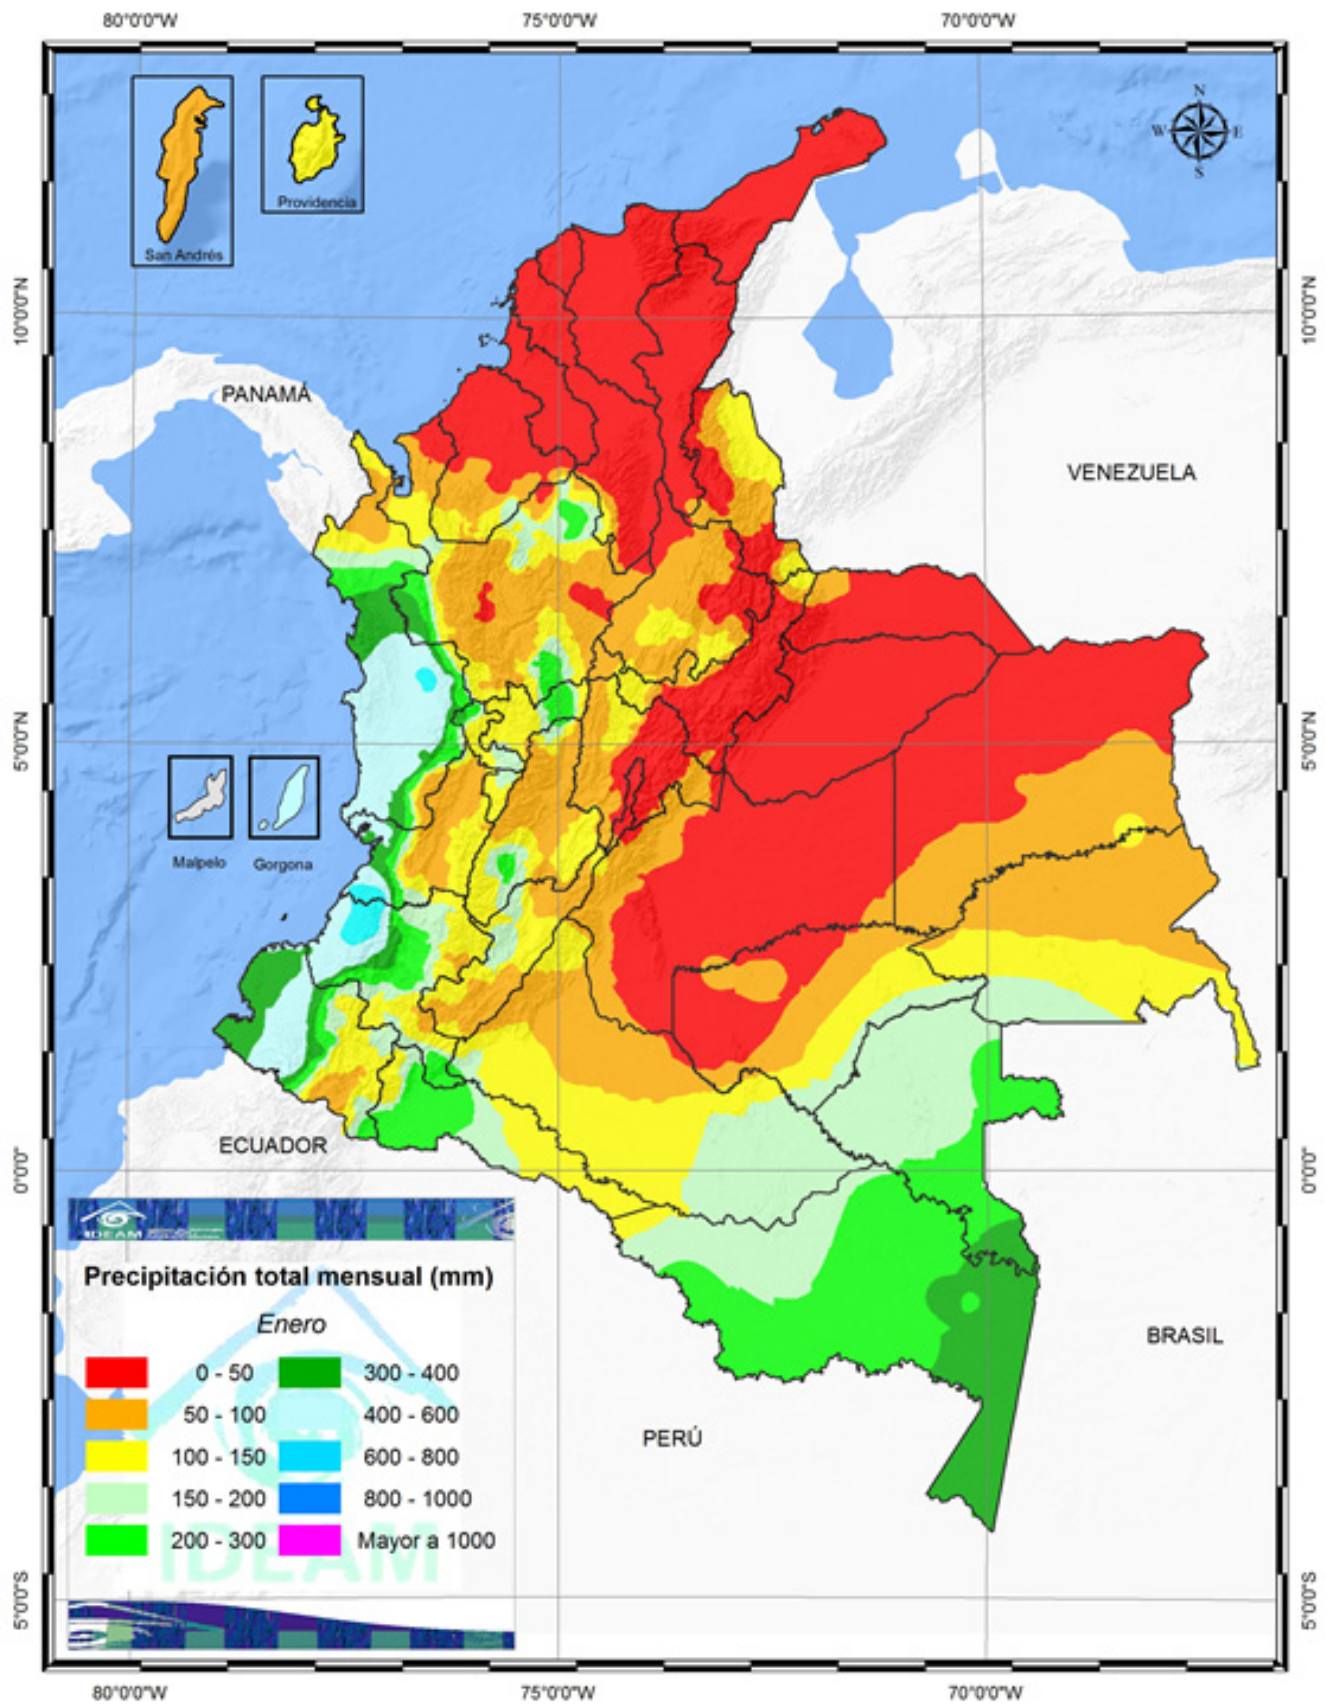 80°0'0"W 75°0'0"W 70°0'0"W
N
W E
S
Providencia
San Andrés
10°0'0"N 10°0'0"N
PANAMÁ
VENEZUELA
5°0'0"N 5°0'0"N
Malpelo Gorgona
ECUADOR
0°0'0" 0°0'0"
IDEAM
Precipitación total mensual (mm)
Enero
BRASIL
0 - 50 300 - 400
50 - 100 400 - 600
PERÚ
100 - 150 600 - 800
150 - 200 800 - 1000
200 - 300 Mayor a 1000
IDEAM
5°0'0"S 5°0'0"S
80°0'0"W 75°0'0"W 70°0'0"W